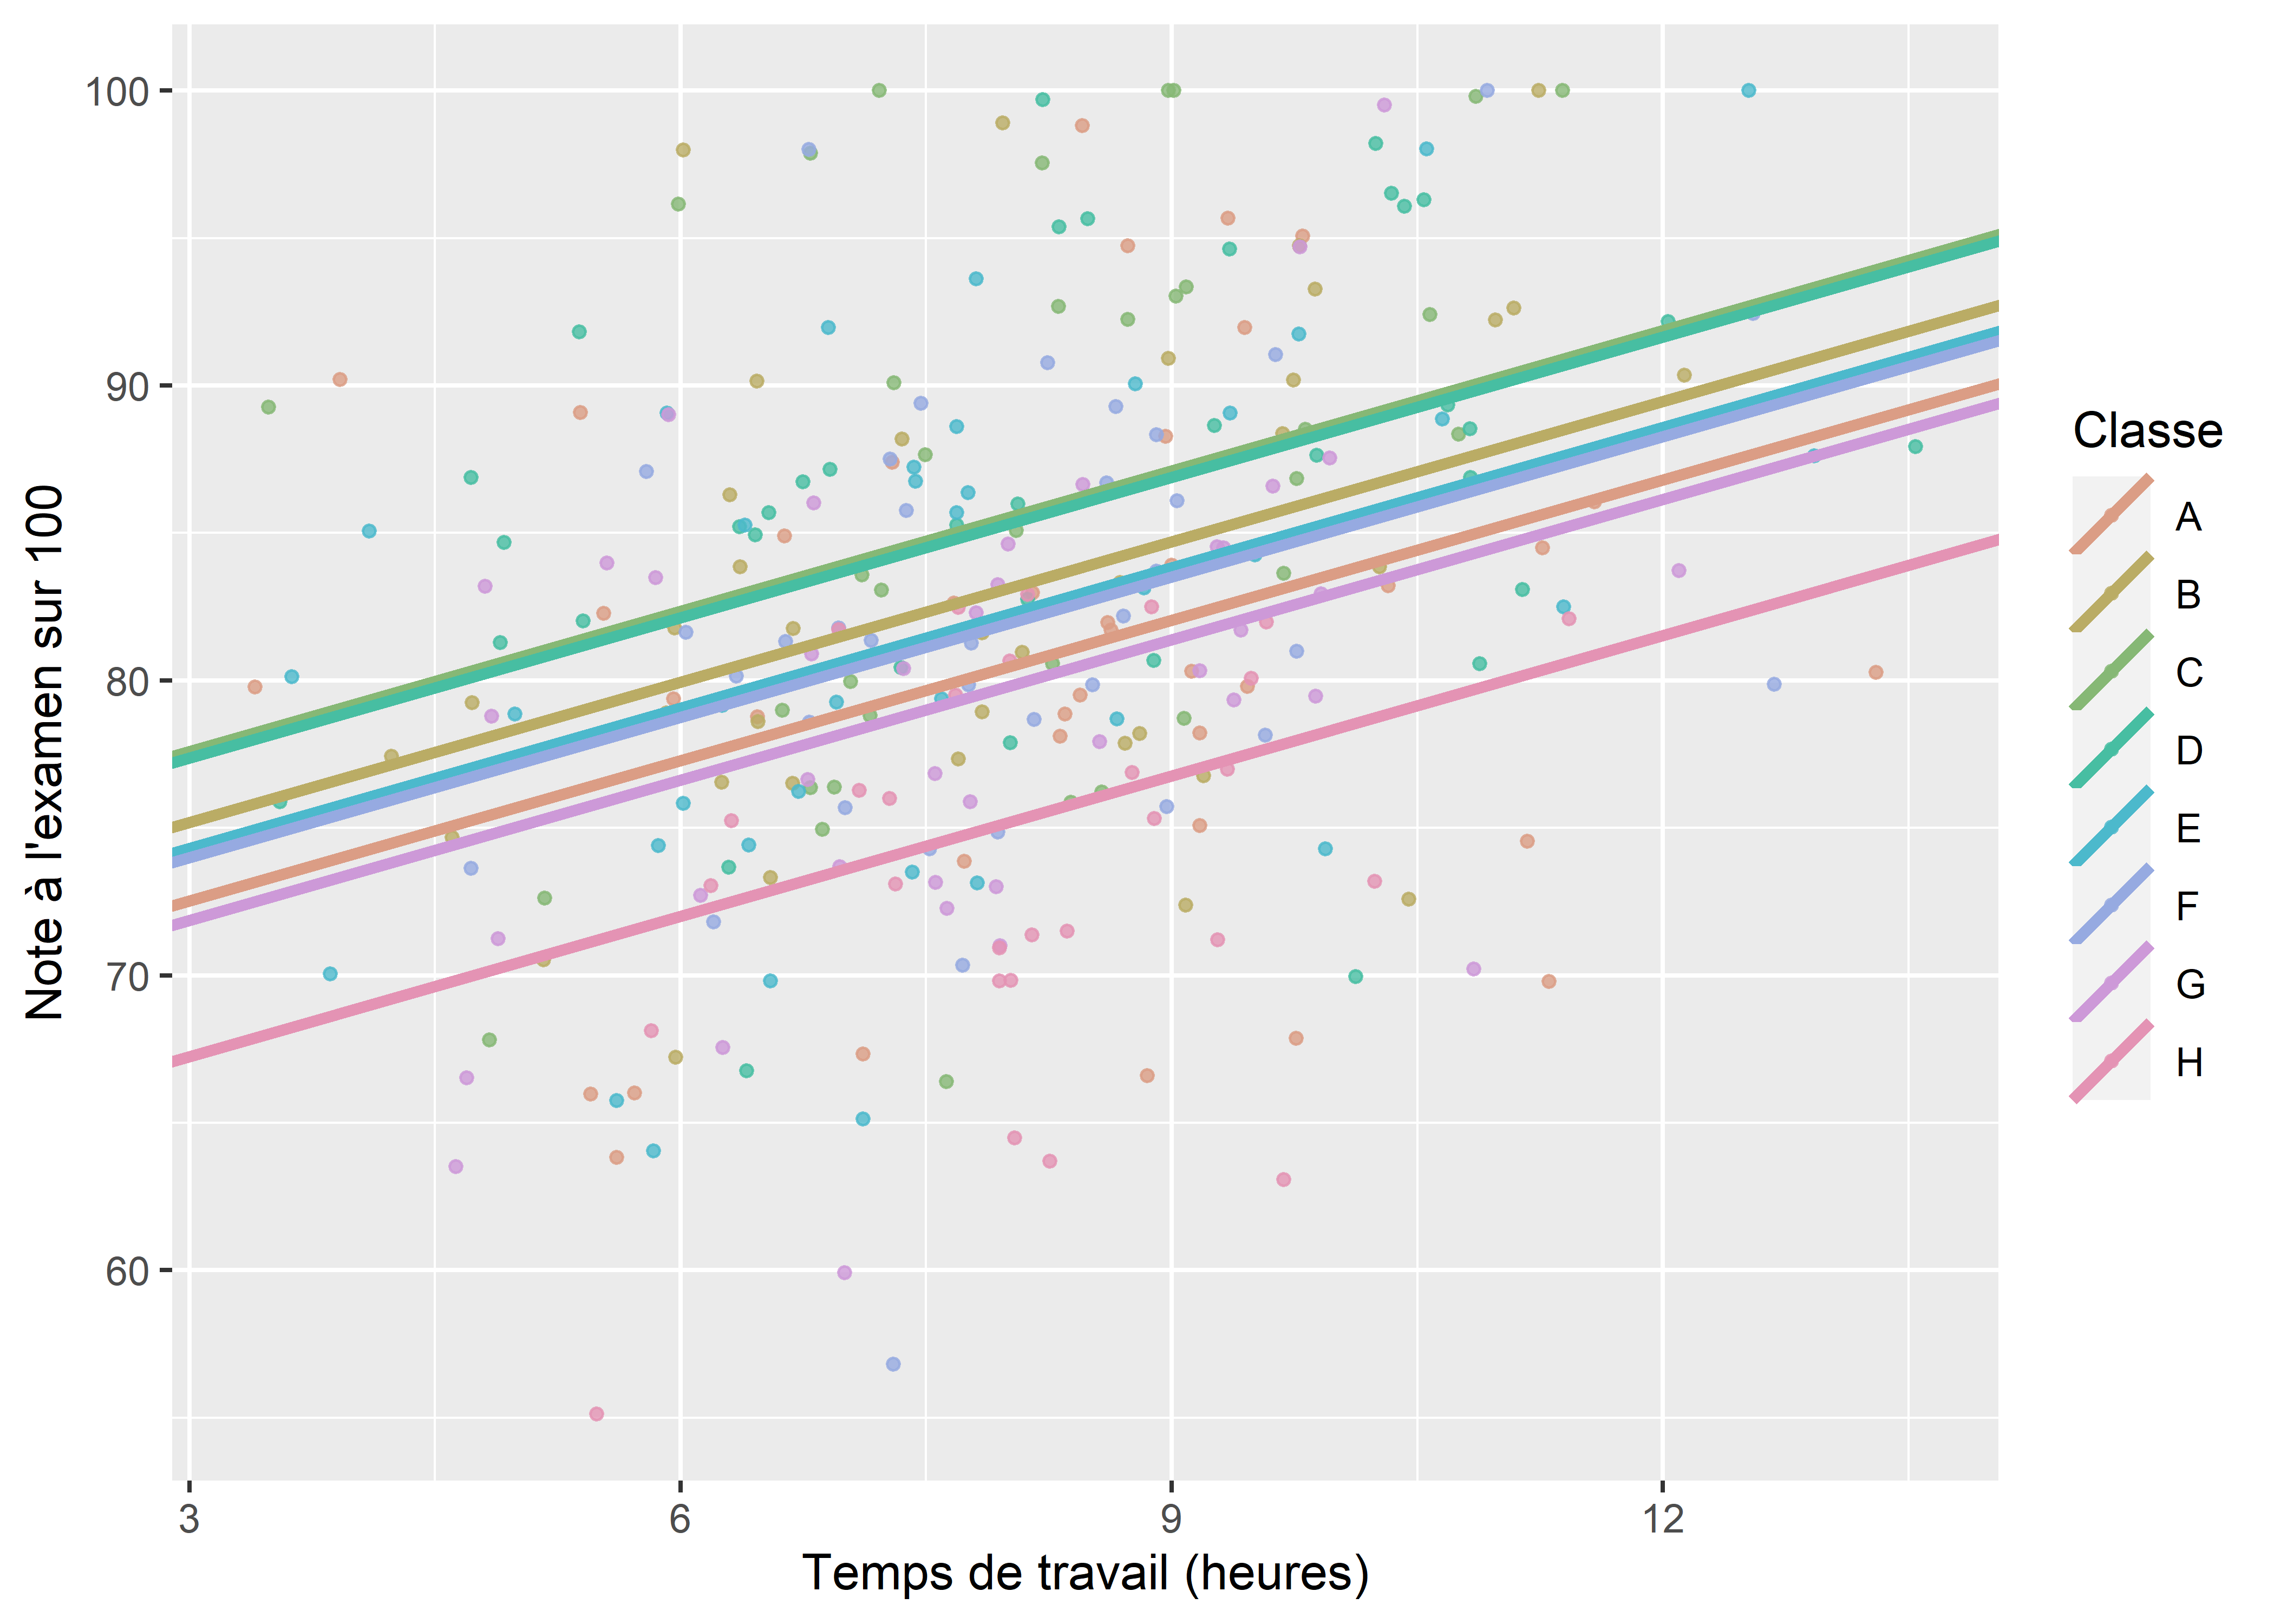 Note à l'examen sur 100
100
90
80
70
60
3 6 9 12
Temps de travail (heures)
Classe
A
B
C
D
E
F
G
H